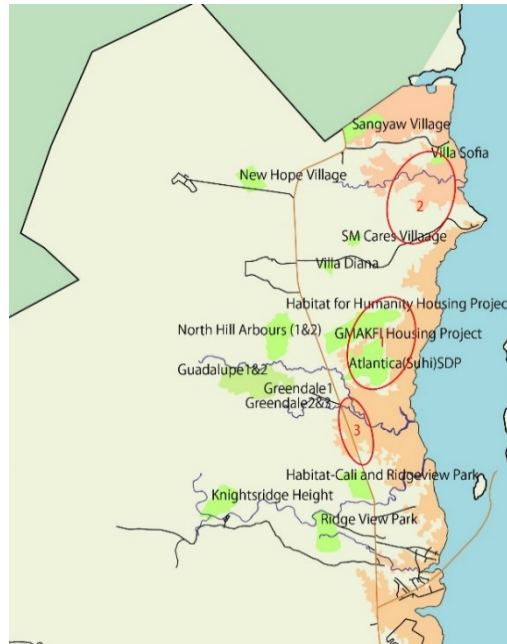 Sangyaw Village
Villa Sofia
New Hope Village
2
SM Cares Villaage
Villa Diana
Habitat for Humanity Housing Projec
North Hill Arbours (1&2)
GMAKFI Housing Project
1
Atlantica(Suhi)SDP
Guadalupe1&2
Greendale1
Greendale2&3
3
Habitat-Cali and Ridgeview Park
Knightsridge Height
Ridge View Park